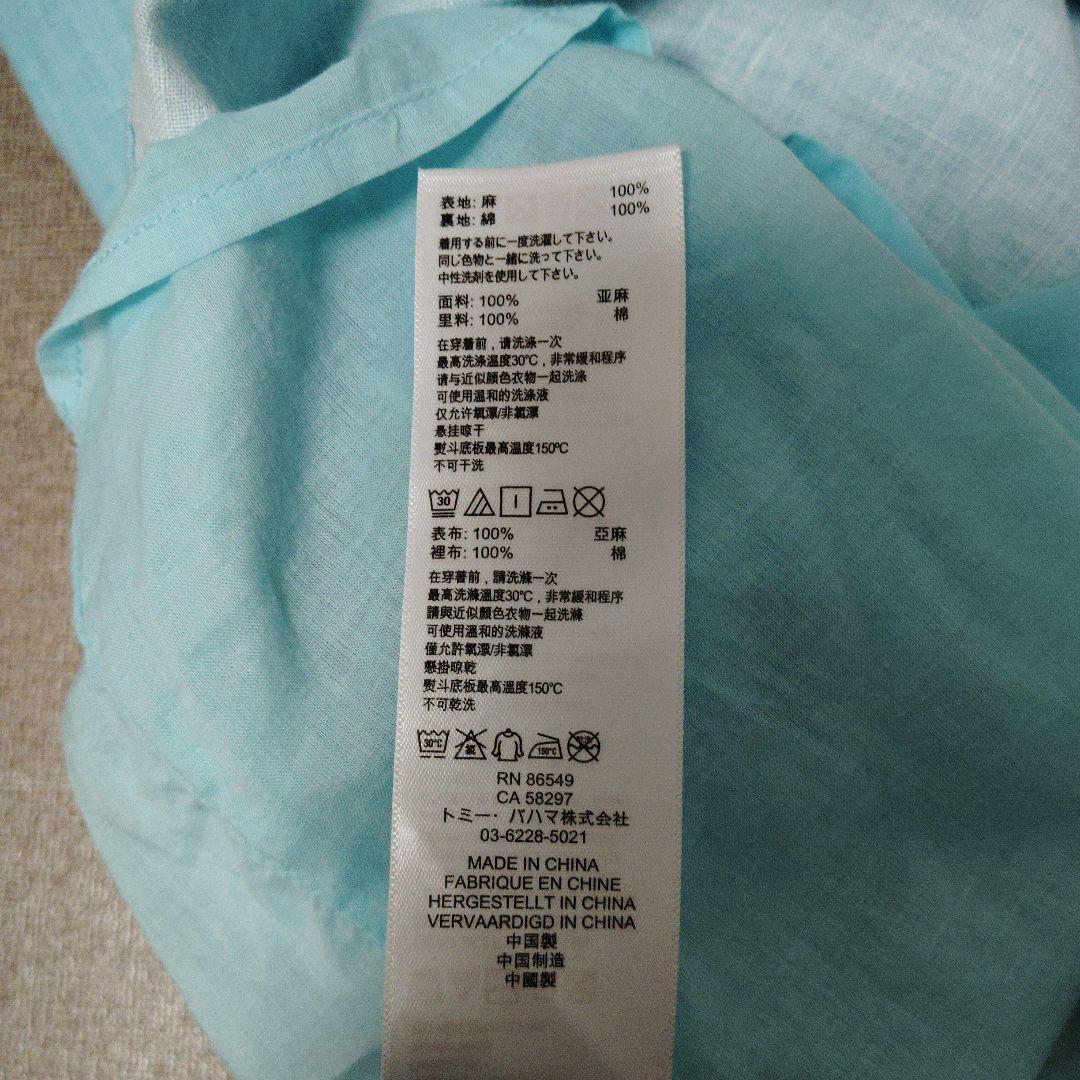 表地: 麻 100%
裏地: 綿 100%
着用する前に一度洗濯して下さい。
同じ色物と一緒に洗って下さい。
中性洗剤を使用して下さい。
面料: 100% 亚麻
里料: 100% 棉
在穿着前，请洗涤一次
最高洗涤温度30℃，非常缓和程序
请与近似颜色衣物一起洗涤
可使用温和的洗涤液
仅允许氧漂/非氯漂
悬挂晾干
熨斗底板最高温度150℃
不可干洗
30
表布: 100% 亞麻
裡布: 100% 棉
在穿着前，請洗滌一次
最高洗滌溫度30℃，非常緩和程序
請與近似顏色衣物一起洗滌
可使用溫和的洗滌液
僅允許氧漂/非氯漂
懸掛晾乾
熨斗底板最高溫度150℃
不可乾洗
30℃ 氯 150℃
RN 86549
CA 58297
トミー・バハマ株式会社
03-6228-5021
MADE IN CHINA
FABRIQUE EN CHINE
HERGESTELLT IN CHINA
VERVAARDIGD IN CHINA
中国製
中国制造
中國製